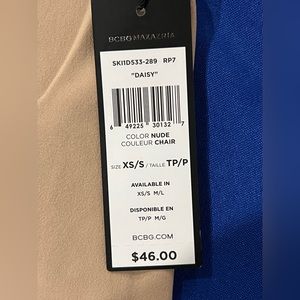 BCBGMAXAZRIA
SKI1D533-289 RP7
"DAISY"
6 49225 30132 7
COLOR NUDE
COULEUR CHAIR
SIZE XS/S / TAILLE TP/P
AVAILABLE IN
XS/S M/L
DISPONIBLE EN
TP/P M/G
BCBG.COM
$46.00